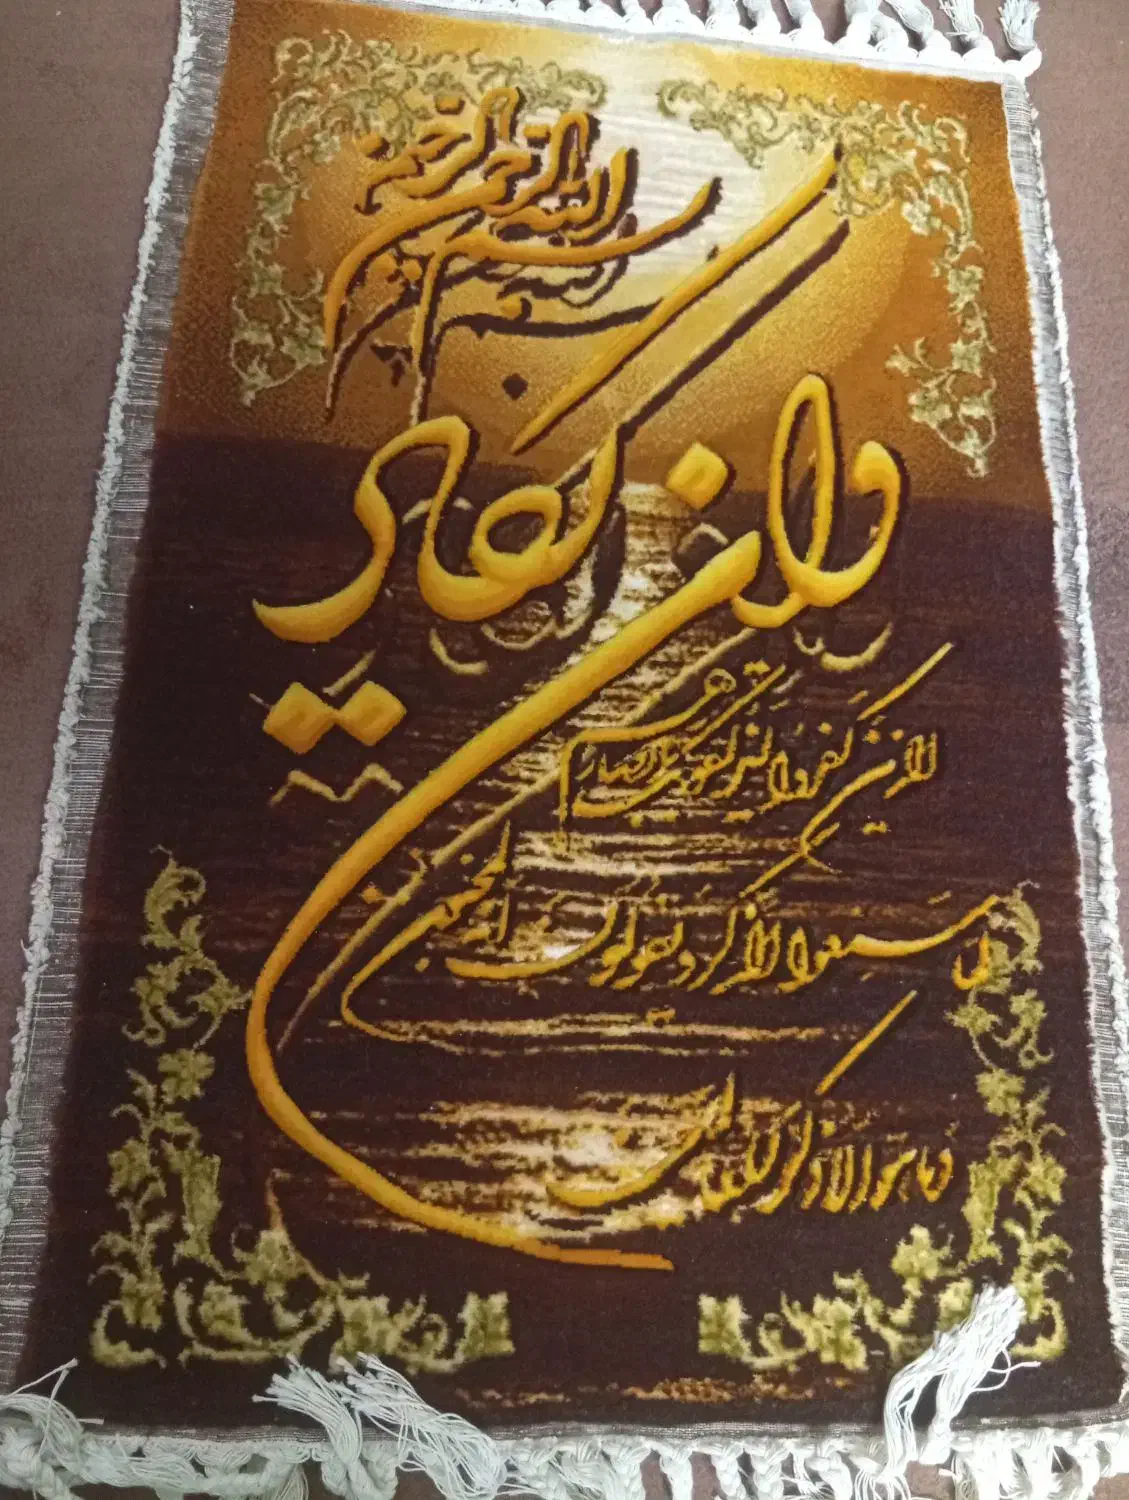 بسم الله الرحمن الرحیم
وان یکاد
الذین کفروا لیزلقونک بابصارهم
لما سمعوا الذکر و یقولون انه لمجنون
وما هو الا ذکر للعالمین